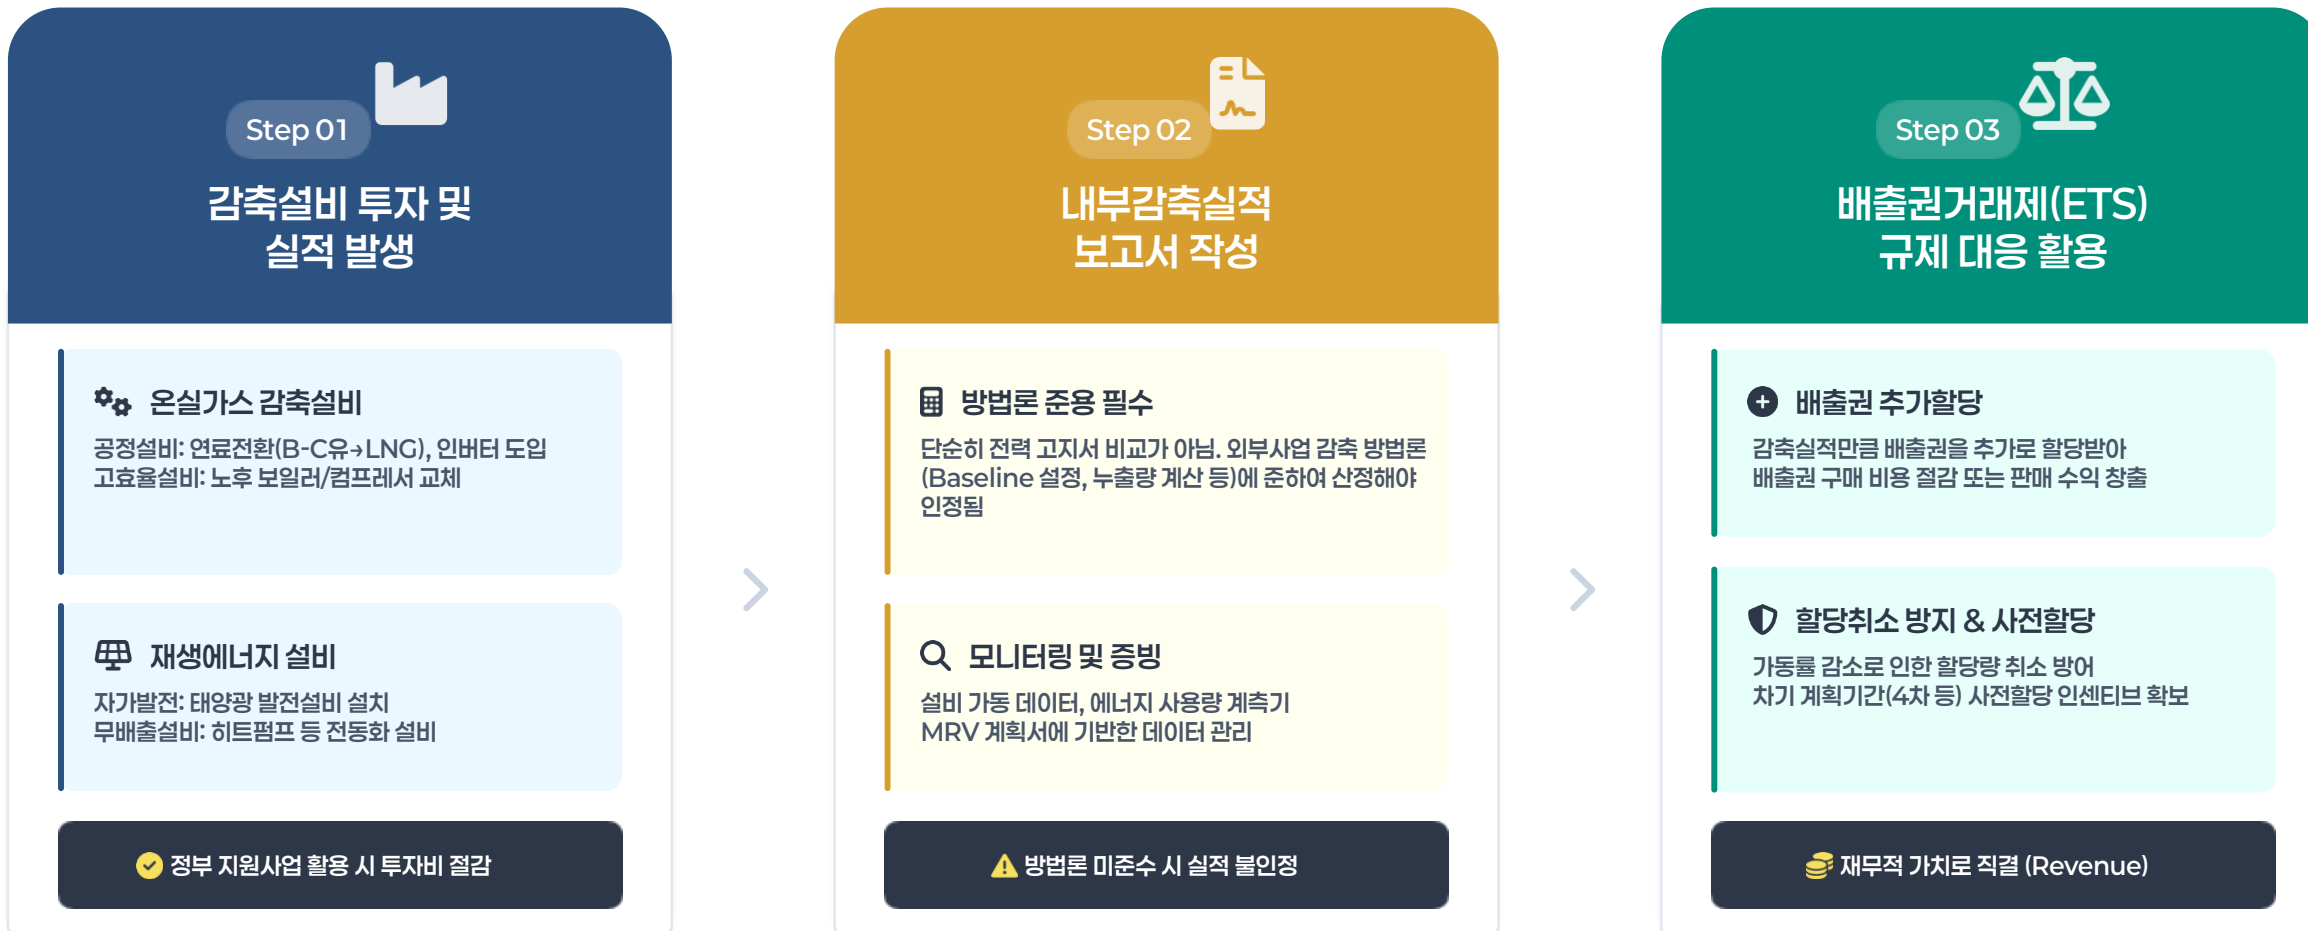 Step 01
감축설비 투자 및
실적 발생
온실가스 감축설비
공정설비: 연료전환(B-C유→LNG), 인버터 도입
고효율설비: 노후 보일러/컴프레서 교체
재생에너지 설비
자가발전: 태양광 발전설비 설치
무배출설비: 히트펌프 등 전동화 설비
정부 지원사업 활용 시 투자비 절감
Step 02
내부감축실적
보고서 작성
방법론 준용 필수
단순히 전력 고지서 비교가 아님. 외부사업 감축 방법론
(Baseline 설정, 누출량 계산 등)에 준하여 산정해야
인정됨
모니터링 및 증빙
설비 가동 데이터, 에너지 사용량 계측기
MRV 계획서에 기반한 데이터 관리
방법론 미준수 시 실적 불인정
Step 03
배출권거래제(ETS)
규제 대응 활용
배출권 추가할당
감축실적만큼 배출권을 추가로 할당받아
배출권 구매 비용 절감 또는 판매 수익 창출
할당취소 방지 & 사전할당
가동률 감소로 인한 할당량 취소 방어
차기 계획기간(4차 등) 사전할당 인센티브 확보
재무적 가치로 직결 (Revenue)